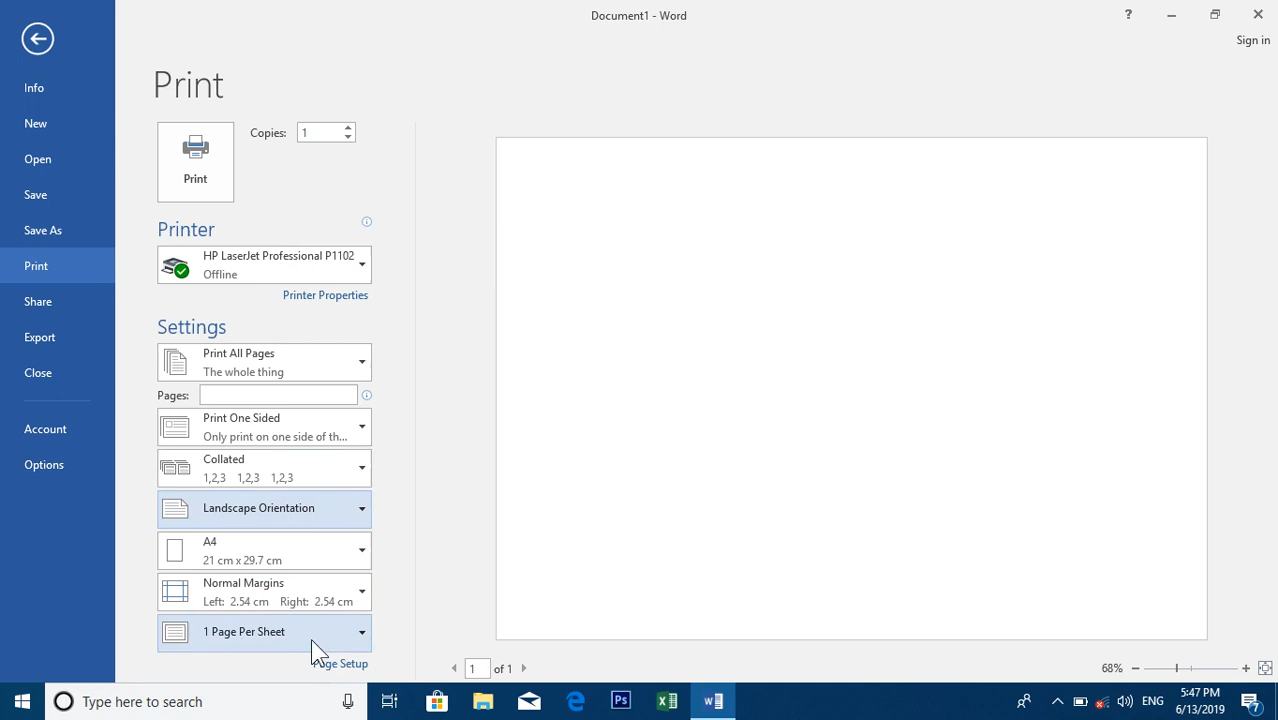 Document1 - Word
?
Sign in
Info
New
Open
Save
Save As
Print
Share
Export
Close
Account
Options
Print
Print
Copies: 1
Printer
HP LaserJet Professional P1102
Offline
Printer Properties
Settings
Print All Pages
The whole thing
Pages:
Print One Sided
Only print on one side of th...
Collated
1,2,3 1,2,3 1,2,3
Landscape Orientation
A4
21 cm x 29.7 cm
Normal Margins
Left: 2.54 cm Right: 2.54 cm
1 Page Per Sheet
Page Setup
1 of 1
68%
Type here to search
Ps
ENG
5:47 PM
6/13/2019
7